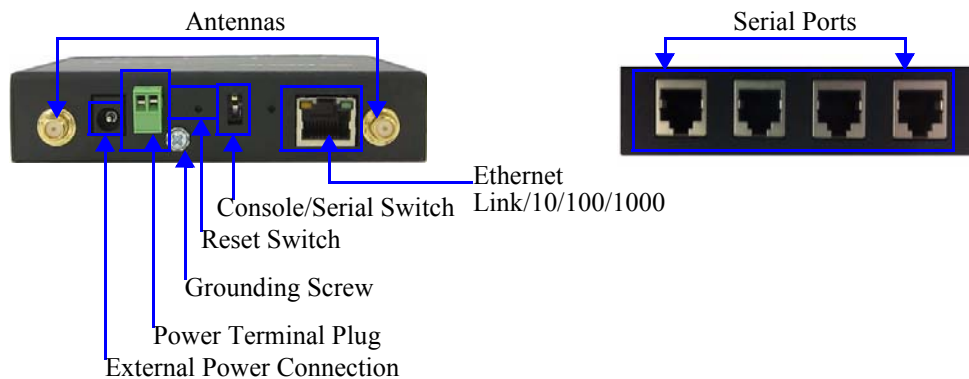 Antennas
Serial Ports
Ethernet
Link/10/100/1000
Console/Serial Switch
Reset Switch
Grounding Screw
Power Terminal Plug
External Power Connection